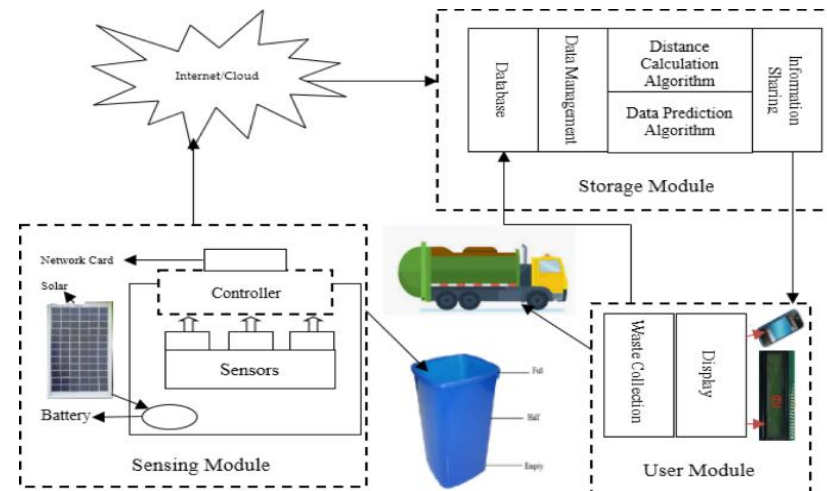 Internet/Cloud
Database
Data Management
Distance
Calculation
Algorithm
Data Prediction
Algorithm
Information
Sharing
Storage Module
Network Card
Solar
Controller
Sensors
Battery
Sensing Module
Full
Half
Empty
Waste Collection
Display
User Module